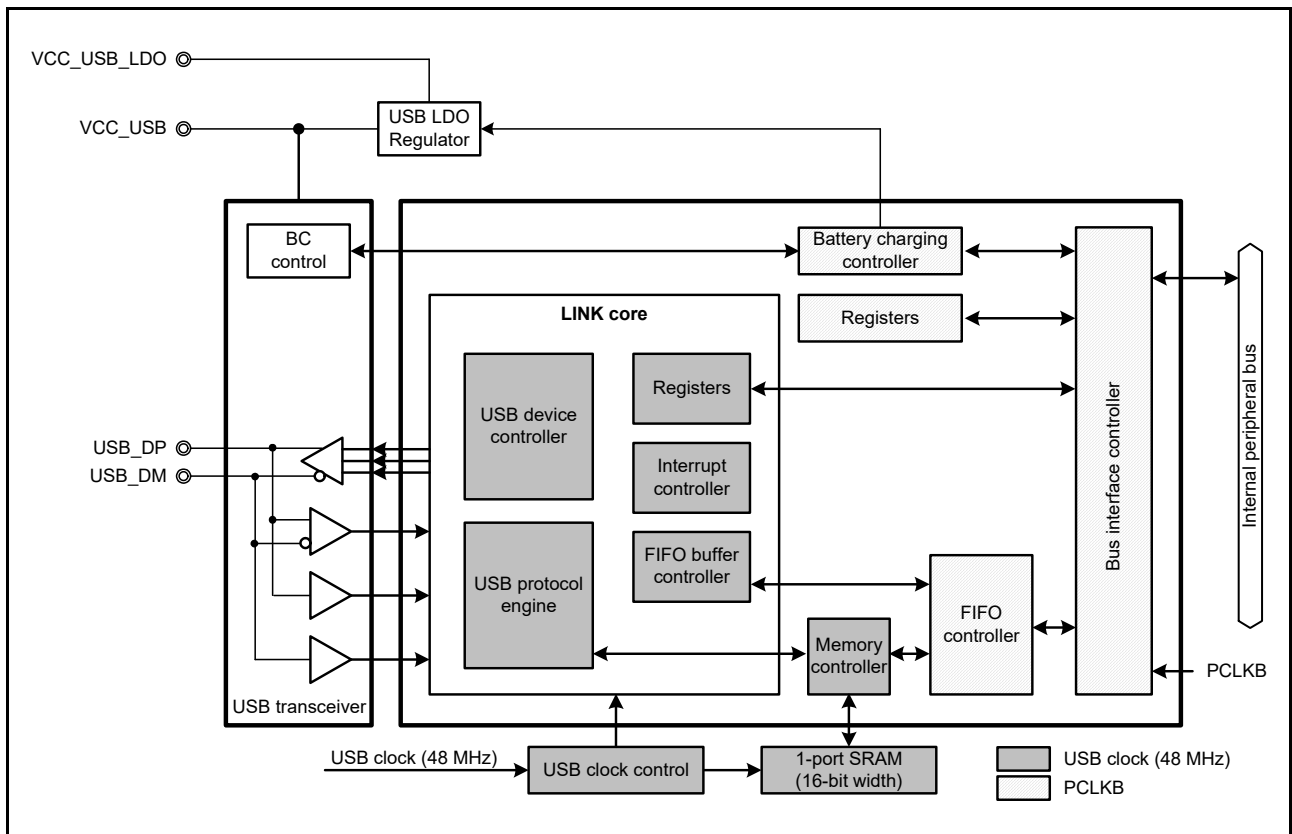 VCC_USB_LDO
VCC_USB
USB LDO
Regulator
BC
control
Battery charging
controller
LINK core
Registers
USB device
controller
Registers
USB_DP
USB_DM
Interrupt
controller
USB protocol
engine
FIFO buffer
controller
Memory
controller
FIFO
controller
Bus interface controller
Internal peripheral bus
PCLKB
USB transceiver
USB clock (48 MHz)
USB clock control
1-port SRAM
(16-bit width)
USB clock (48 MHz)
PCLKB